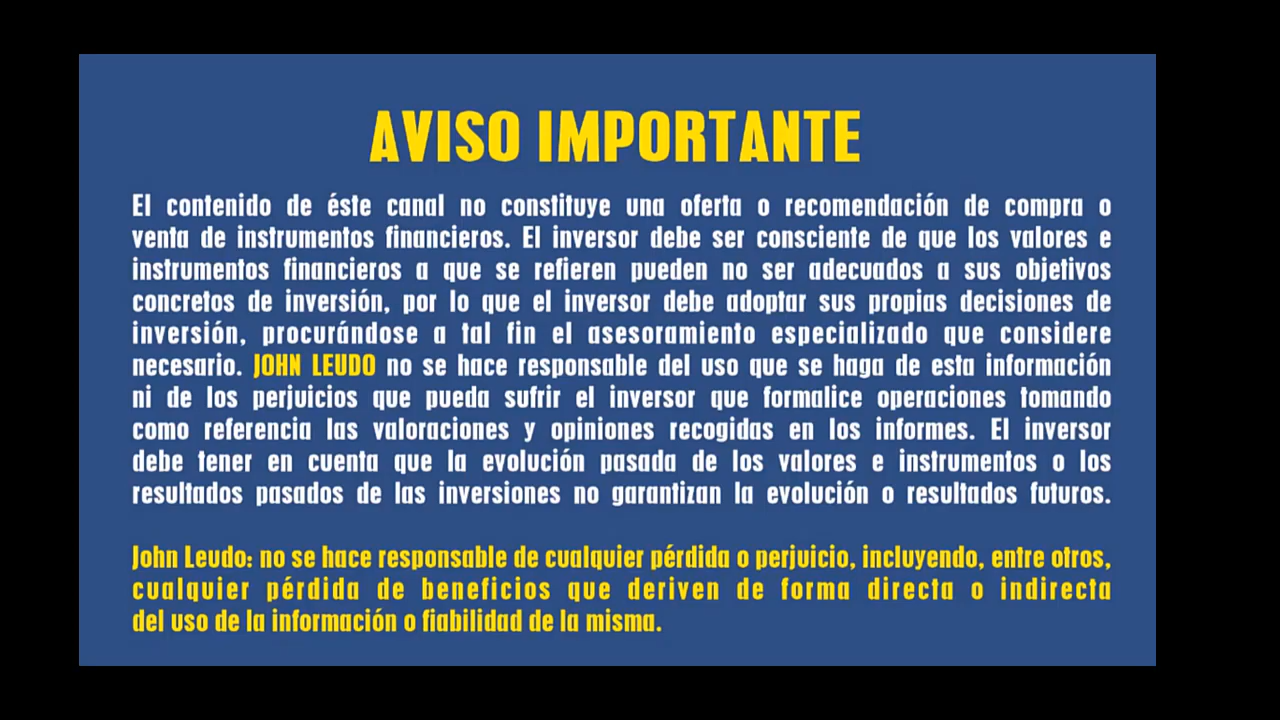 AVISO IMPORTANTE
El contenido de éste canal no constituye una oferta o recomendación de compra o
venta de instrumentos financieros. El inversor debe ser consciente de que los valores e
instrumentos financieros a que se refieren pueden no ser adecuados a sus objetivos
concretos de inversión, por lo que el inversor debe adoptar sus propias decisiones de
inversión, procurándose a tal fin el asesoramiento especializado que considere
necesario. JOHN LEUDO no se hace responsable del uso que se haga de esta información
ni de los perjuicios que pueda sufrir el inversor que formalice operaciones tomando
como referencia las valoraciones y opiniones recogidas en los informes. El inversor
debe tener en cuenta que la evolución pasada de los valores e instrumentos o los
resultados pasados de las inversiones no garantizan la evolución o resultados futuros.
John Leudo: no se hace responsable de cualquier pérdida o perjuicio, incluyendo, entre otros,
cualquier pérdida de beneficios que deriven de forma directa o indirecta
del uso de la información o fiabilidad de la misma.